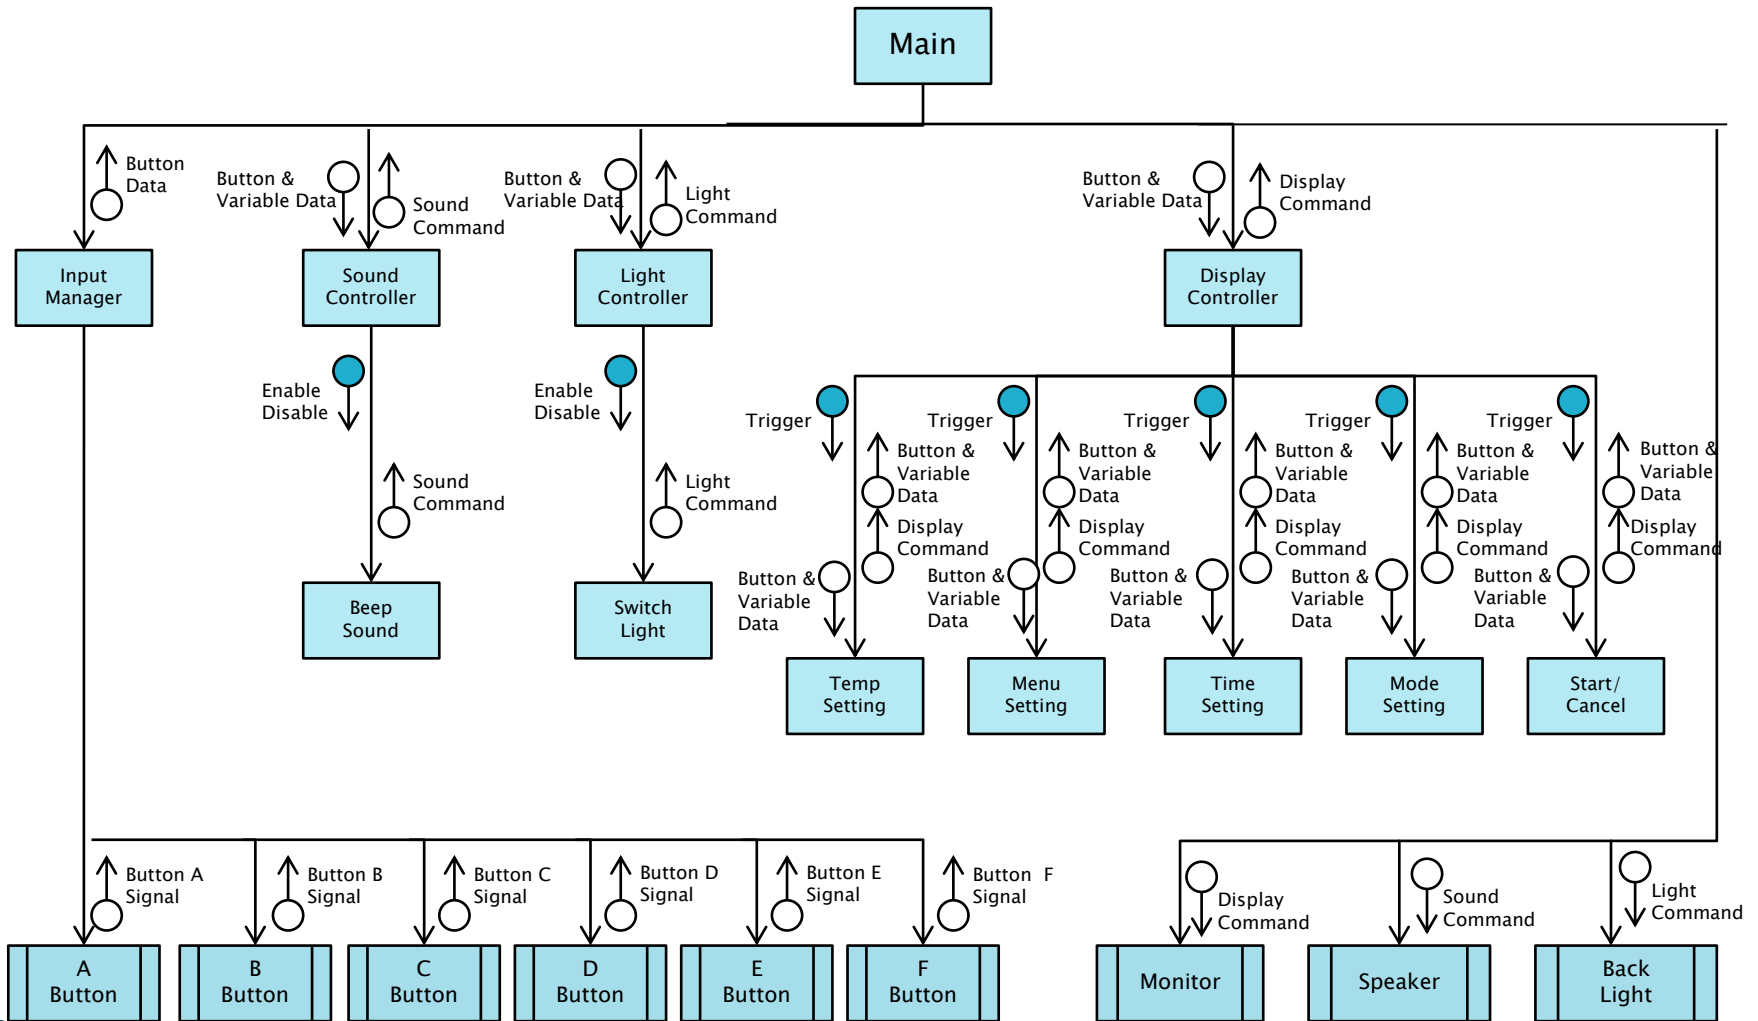 Main
Button
Data
Button &
Variable Data
Sound
Command
Button &
Variable Data
Light
Command
Button &
Variable Data
Display
Command
Input
Manager
Sound
Controller
Light
Controller
Display
Controller
Enable
Disable
Enable
Disable
Trigger
Trigger
Trigger
Trigger
Trigger
Button &
Variable
Data
Button &
Variable
Data
Button &
Variable
Data
Button &
Variable
Data
Button &
Variable
Data
Sound
Command
Light
Command
Display
Command
Display
Command
Display
Command
Display
Command
Display
Command
Button &
Variable
Data
Button &
Variable
Data
Button &
Variable
Data
Button &
Variable
Data
Button &
Variable
Data
Beep
Sound
Switch
Light
Temp
Setting
Menu
Setting
Time
Setting
Mode
Setting
Start/
Cancel
Button A
Signal
Button B
Signal
Button C
Signal
Button D
Signal
Button E
Signal
Button F
Signal
Display
Command
Sound
Command
Light
Command
A
Button
B
Button
C
Button
D
Button
E
Button
F
Button
Monitor
Speaker
Back
Light